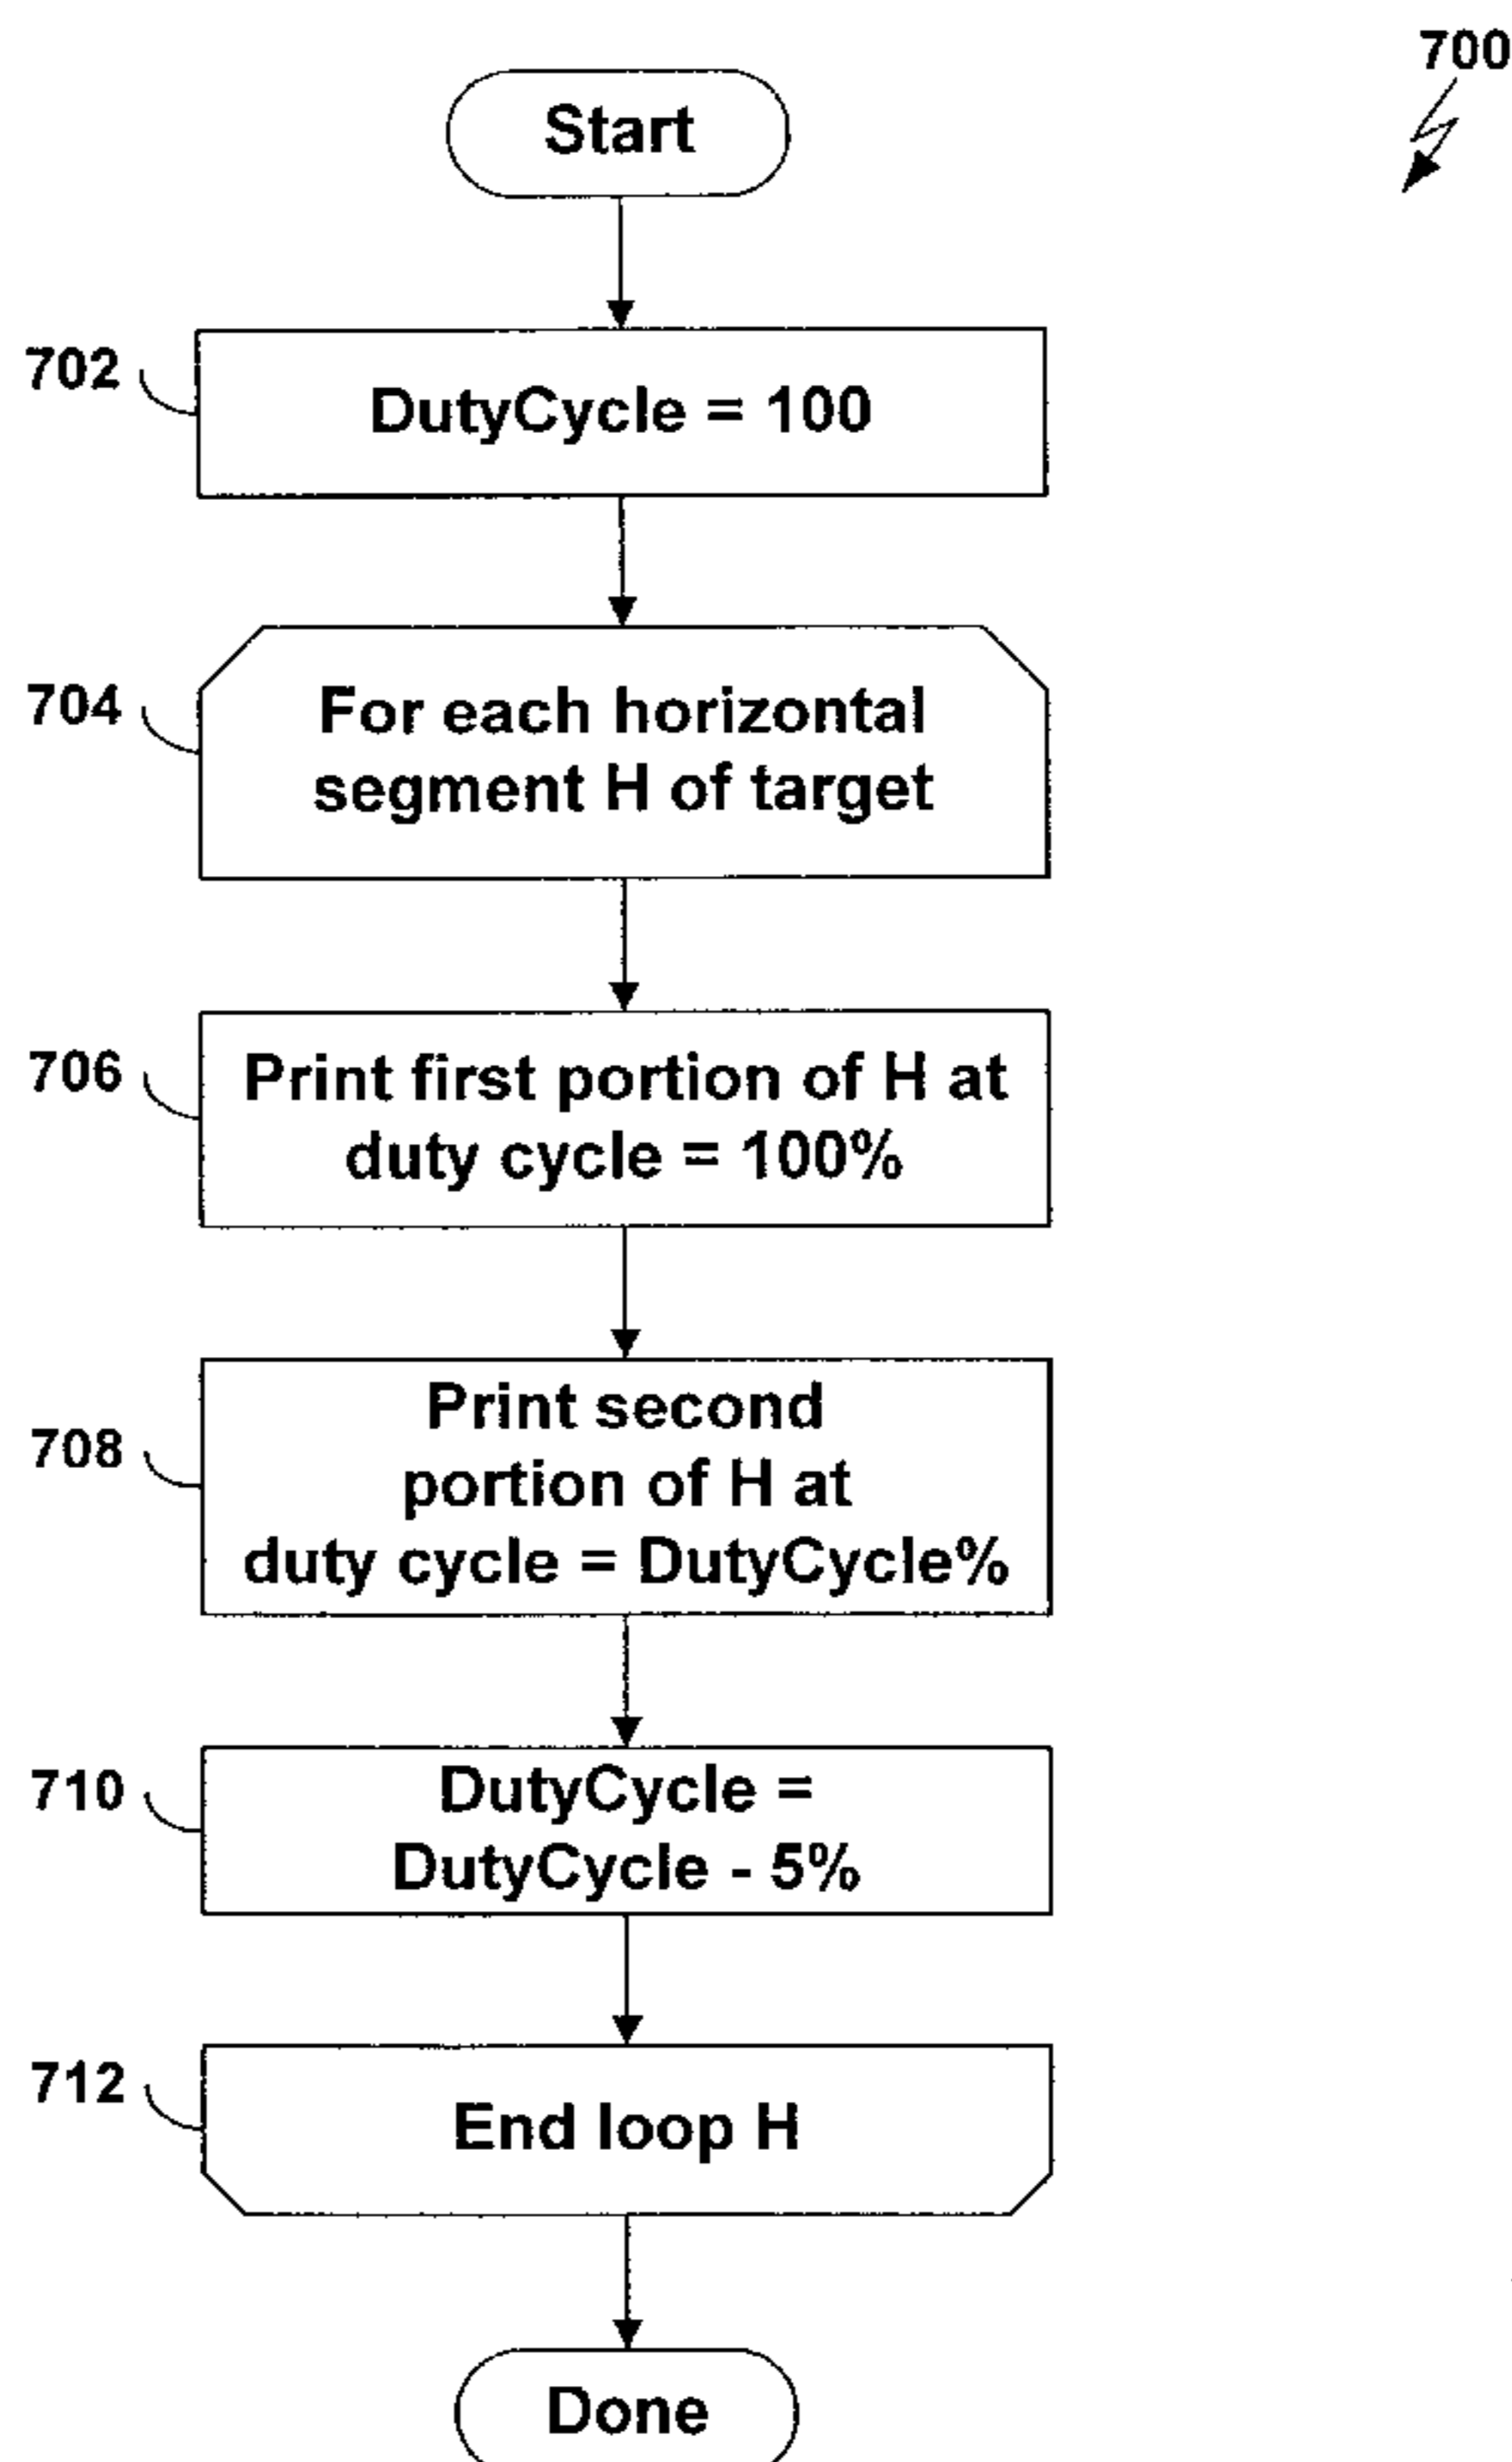 700
Start
702
DutyCycle = 100
704
For each horizontal
segment H of target
706
Print first portion of H at
duty cycle = 100%
708
Print second
portion of H at
duty cycle = DutyCycle%
710
DutyCycle =
DutyCycle - 5%
712
End loop H
Done